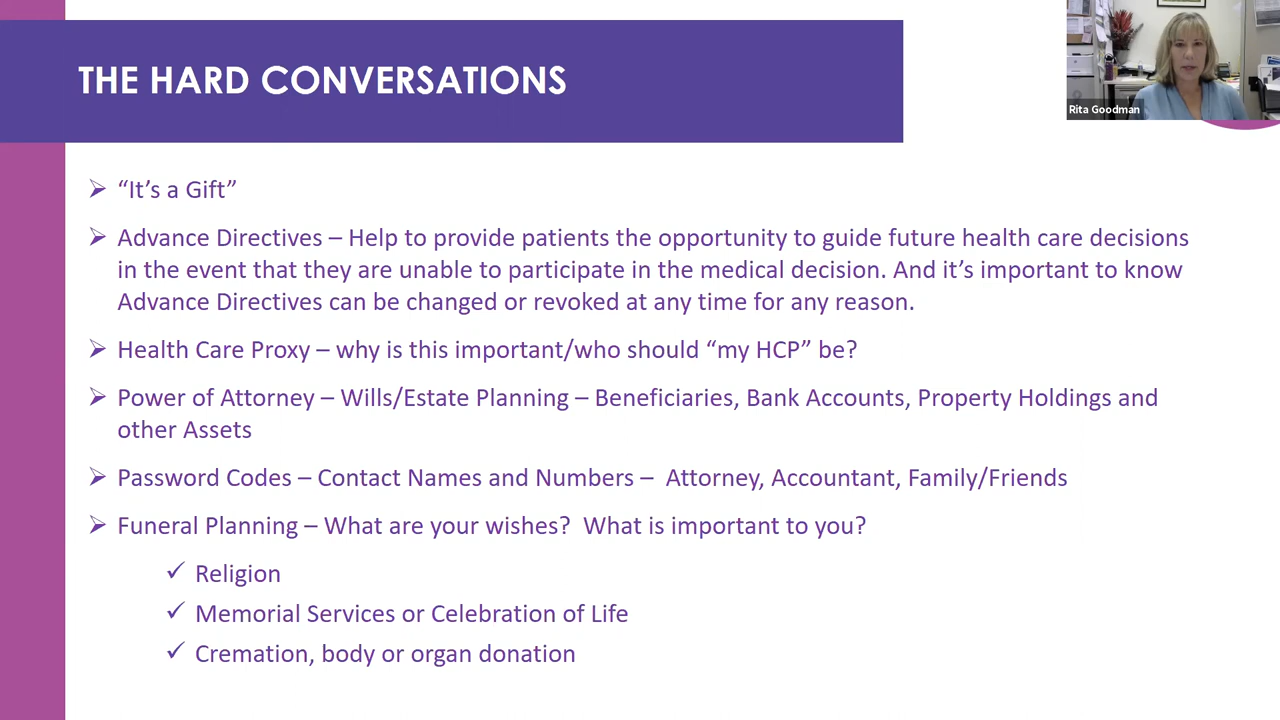 THE HARD CONVERSATIONS
Rita Goodman
“It’s a Gift”
Advance Directives – Help to provide patients the opportunity to guide future health care decisions
in the event that they are unable to participate in the medical decision. And it’s important to know
Advance Directives can be changed or revoked at any time for any reason.
Health Care Proxy – why is this important/who should “my HCP” be?
Power of Attorney – Wills/Estate Planning – Beneficiaries, Bank Accounts, Property Holdings and
other Assets
Password Codes – Contact Names and Numbers – Attorney, Accountant, Family/Friends
Funeral Planning – What are your wishes? What is important to you?
Religion
Memorial Services or Celebration of Life
Cremation, body or organ donation